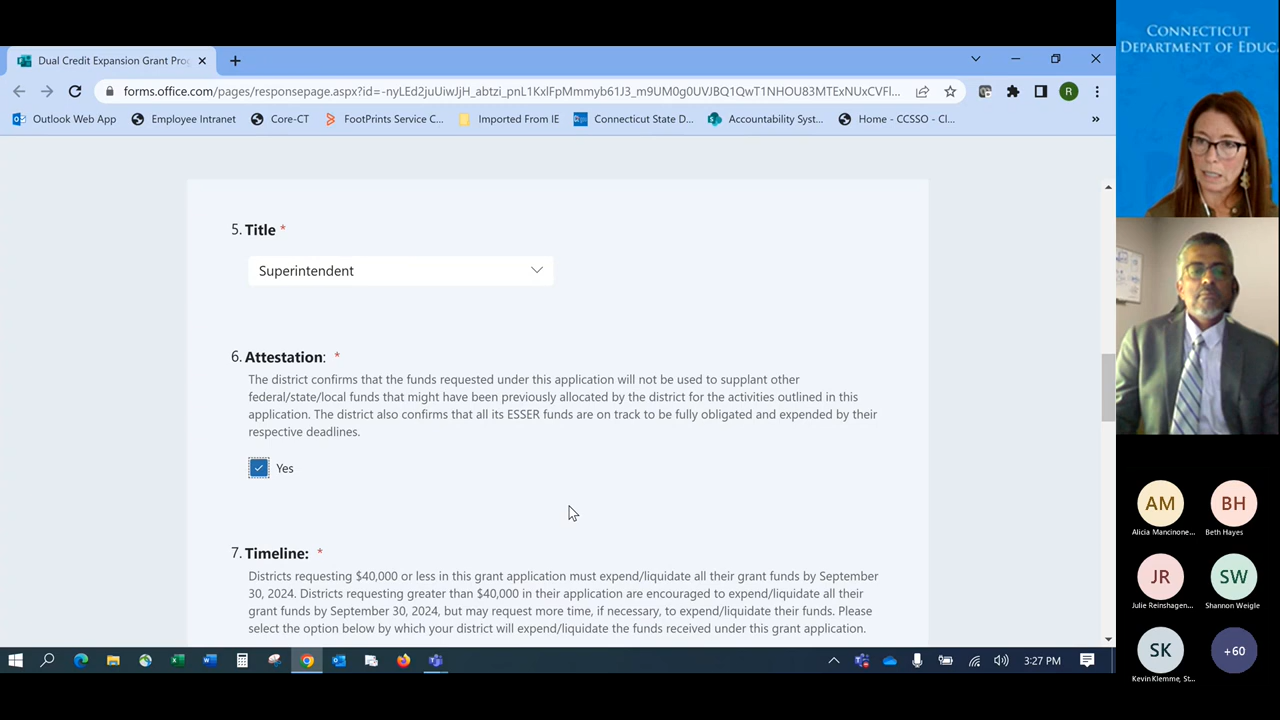 CONNECTICUT
DEPARTMENT OF EDUC
Dual Credit Expansion Grant Pro
forms.office.com/pages/responsepage.aspx?id=-nyLEd2juUiwJjH_abtzi_pnL1KxlFpMmmyb61J3_m9UM0g0UVJBQ1QwT1NHOU83MTExNUxCVFl...
R
Outlook Web App
Employee Intranet
Core-CT
FootPrints Service C...
Imported From IE
Connecticut State D...
Accountability Syst...
Home - CCSSO - Cl...
»
5. Title *
Superintendent
6. Attestation: *
The district confirms that the funds requested under this application will not be used to supplant other
federal/state/local funds that might have been previously allocated by the district for the activities outlined in this
application. The district also confirms that all its ESSER funds are on track to be fully obligated and expended by their
respective deadlines.
Yes
7. Timeline: *
Districts requesting $40,000 or less in this grant application must expend/liquidate all their grant funds by September
30, 2024. Districts requesting greater than $40,000 in their application are encouraged to expend/liquidate all their
grant funds by September 30, 2024, but may request more time, if necessary, to expend/liquidate their funds. Please
select the option below by which your district will expend/liquidate the funds received under this grant application.
AM
Alicia Mancinone...
BH
Beth Hayes
JR
Julie Reinshagen...
SW
Shannon Weigle
SK
KevinKlemme, St...
+60
3:27 PM